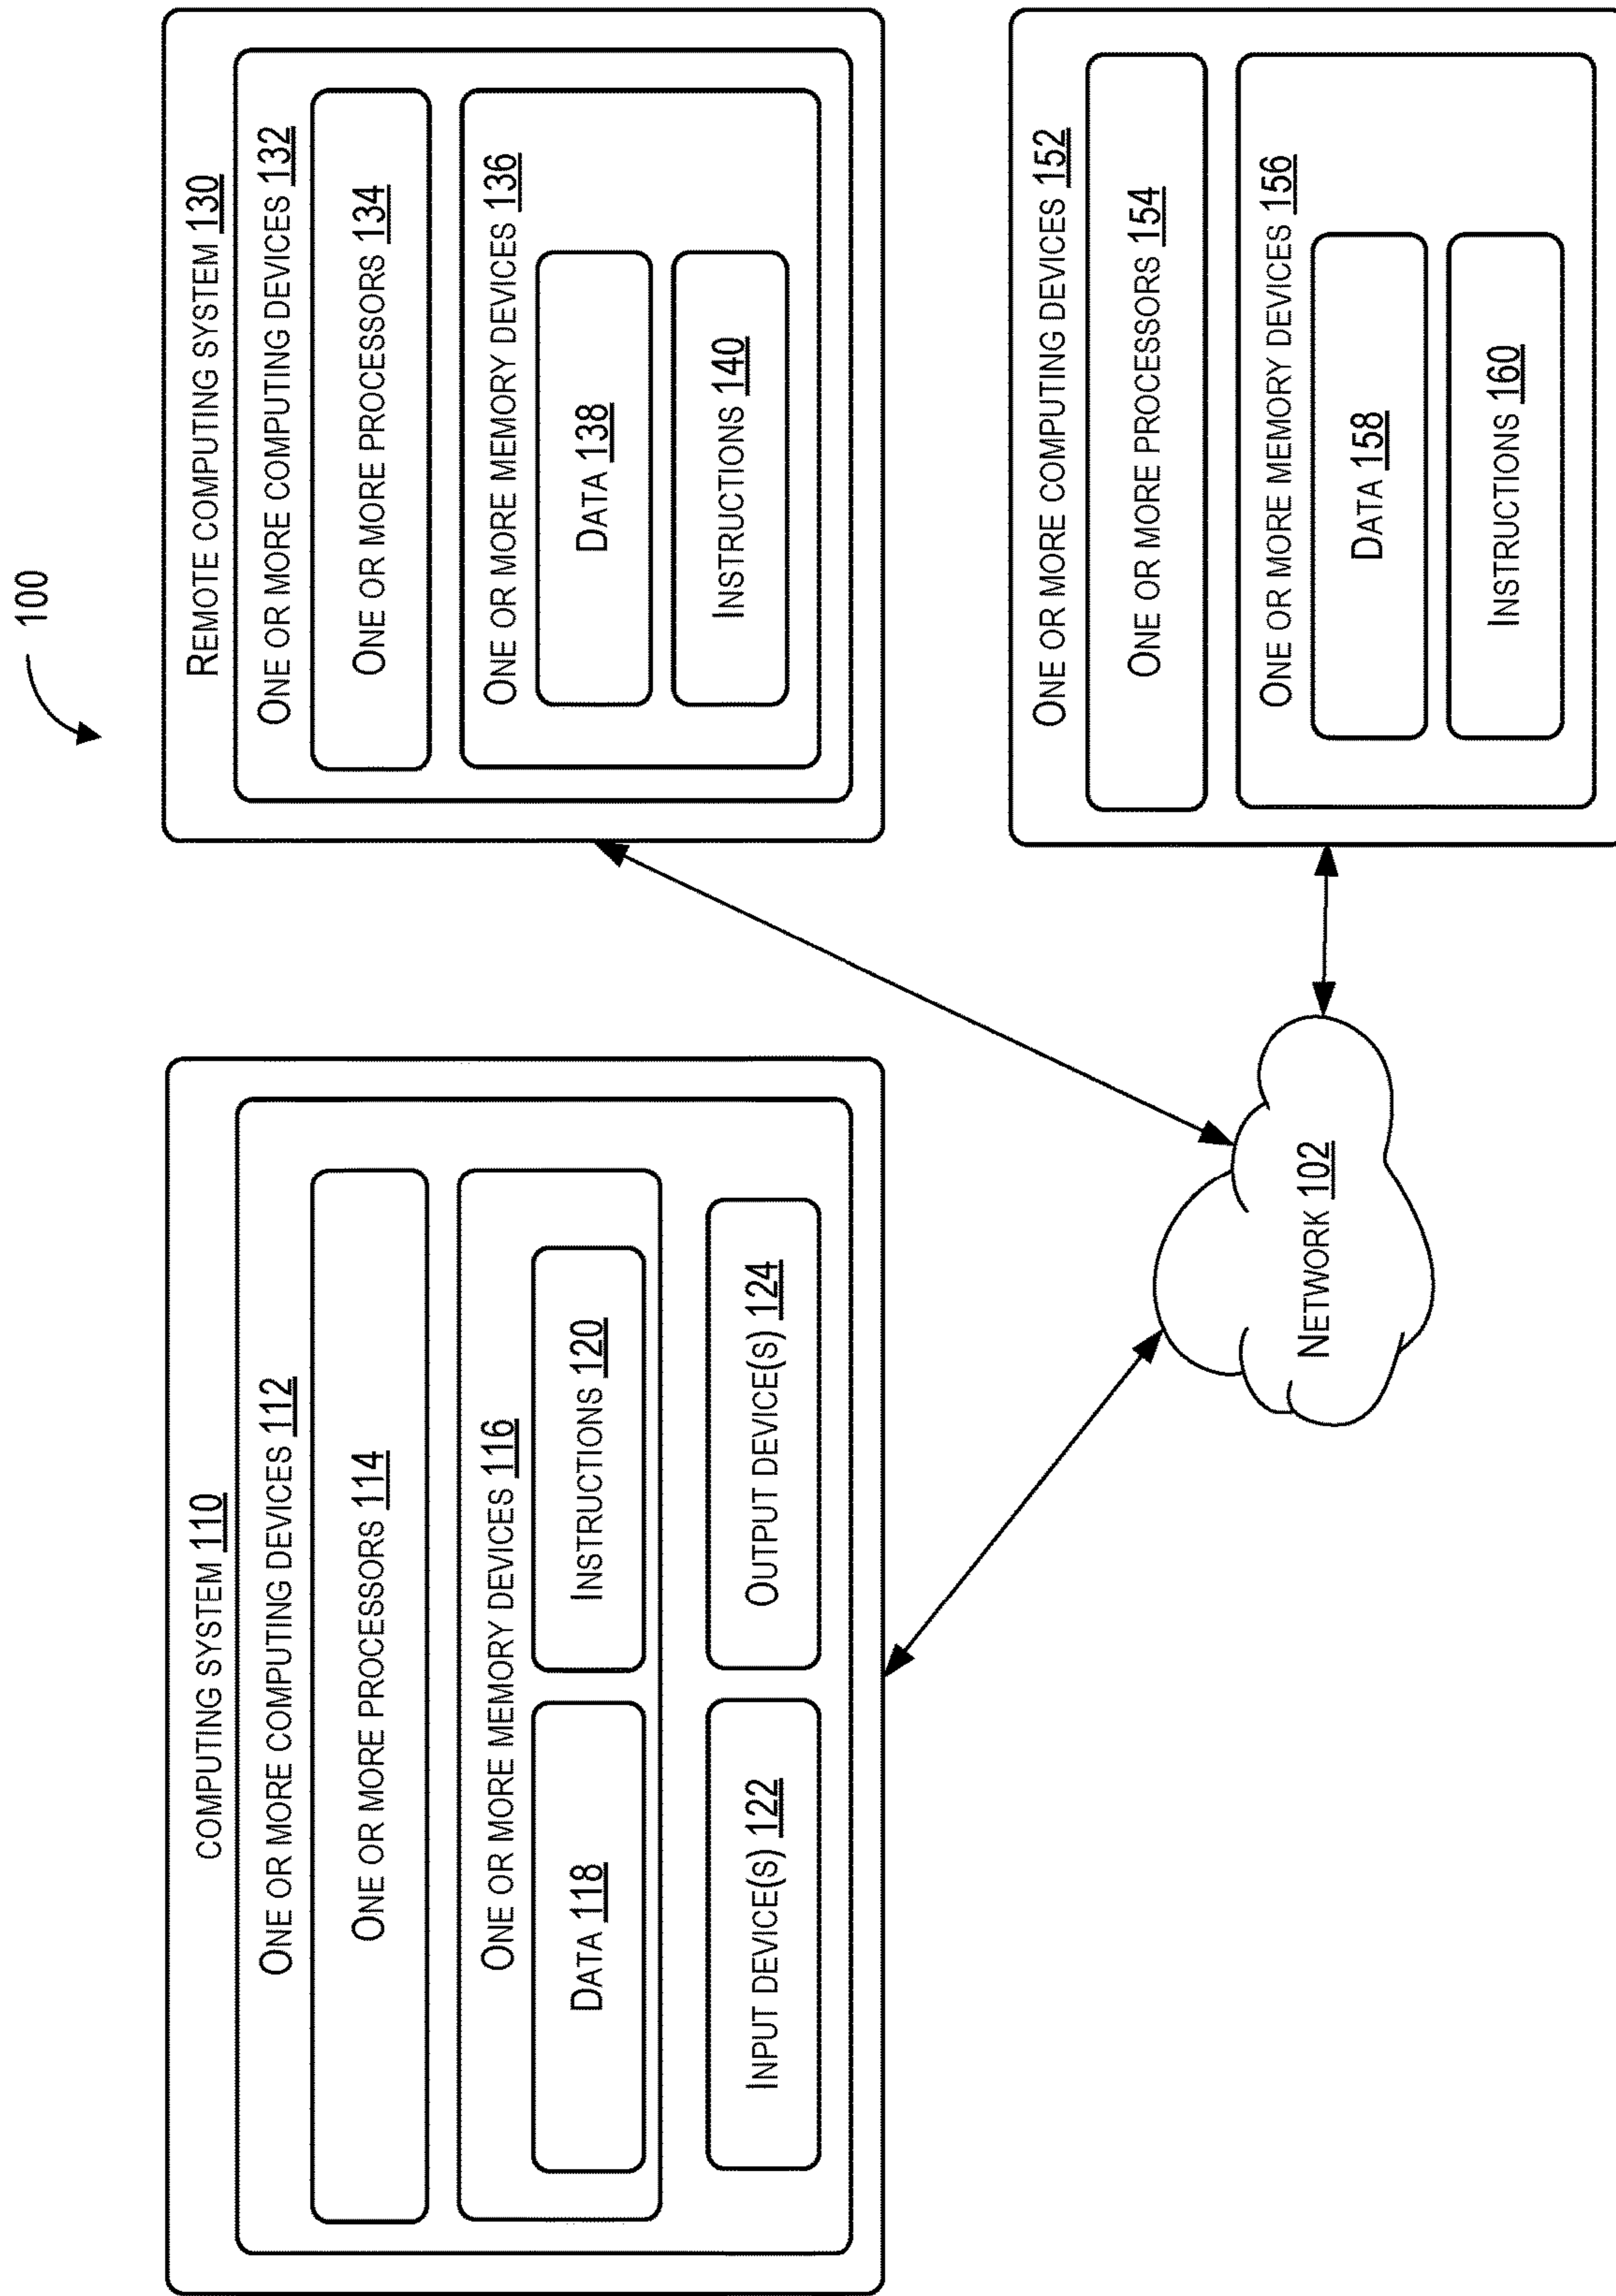 100
COMPUTING SYSTEM 110
ONE OR MORE COMPUTING DEVICES 112
ONE OR MORE PROCESSORS 114
ONE OR MORE MEMORY DEVICES 116
DATA 118
INSTRUCTIONS 120
INPUT DEVICE(S) 122
OUTPUT DEVICE(S) 124
REMOTE COMPUTING SYSTEM 130
ONE OR MORE COMPUTING DEVICES 132
ONE OR MORE PROCESSORS 134
ONE OR MORE MEMORY DEVICES 136
DATA 138
INSTRUCTIONS 140
NETWORK 102
ONE OR MORE COMPUTING DEVICES 152
ONE OR MORE PROCESSORS 154
ONE OR MORE MEMORY DEVICES 156
DATA 158
INSTRUCTIONS 160